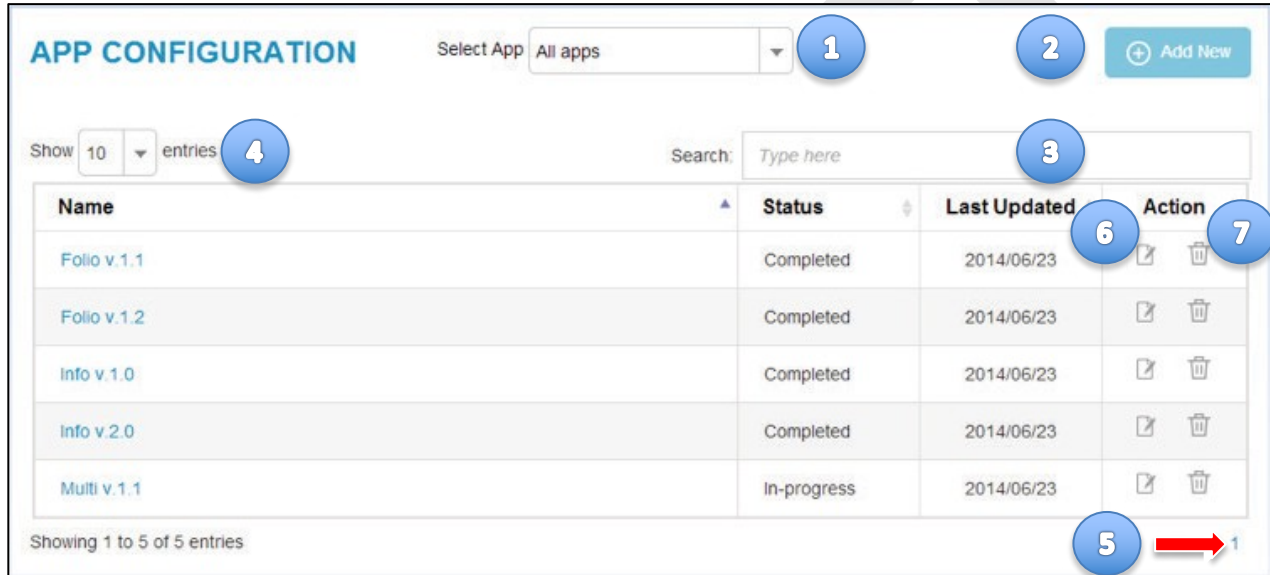 APP CONFIGURATION Select App All apps 1 2 Add New
Show 10 entries 4 Search: Type here 3
Name Status Last Updated Action
6 7
Folio v.1.1 Completed 2014/06/23
Folio v.1.2 Completed 2014/06/23
Info v.1.0 Completed 2014/06/23
Info v.2.0 Completed 2014/06/23
Multi v.1.1 In-progress 2014/06/23
Showing 1 to 5 of 5 entries 5 1